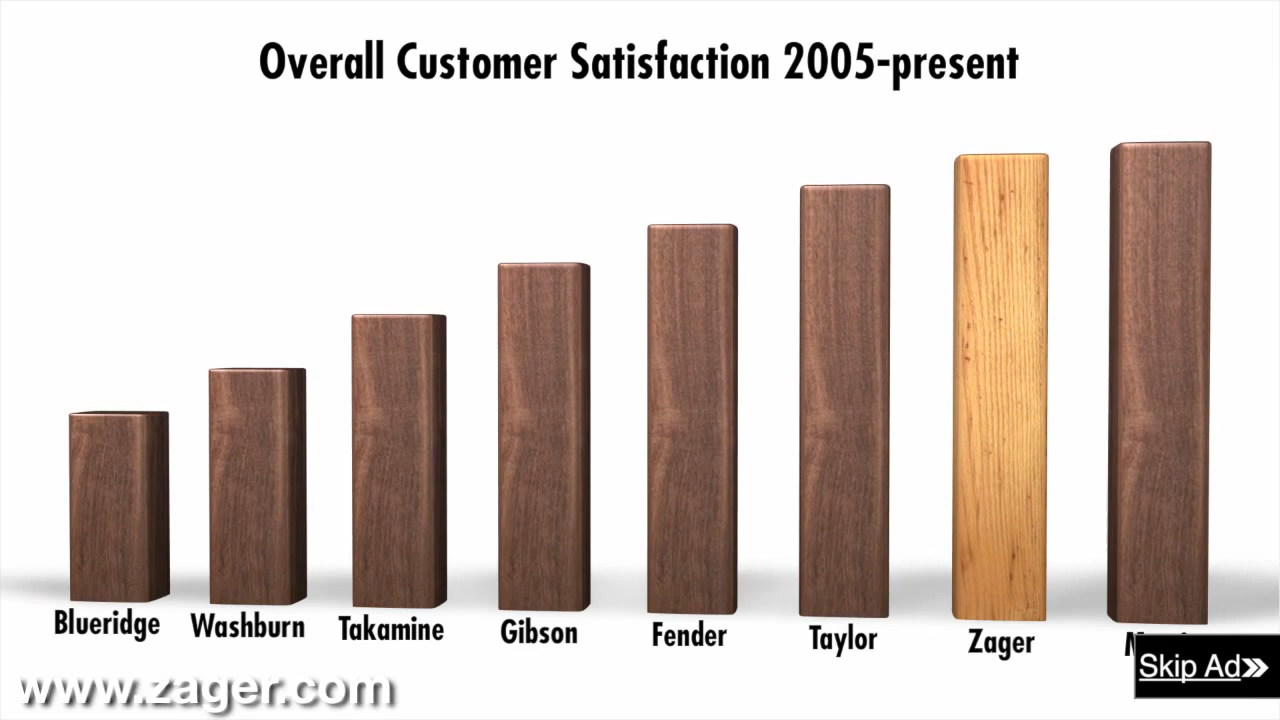 Overall Customer Satisfaction 2005-present
Blueridge Washburn Takamine Gibson Fender Taylor Zager
Skip Ad
www.zager.com